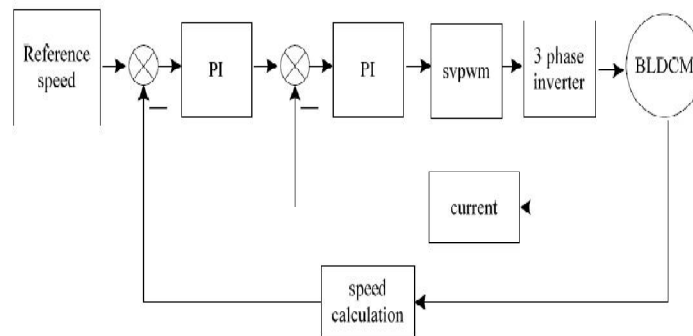 Reference
speed
PI
PI
svpwm
3 phase
inverter
BLDCM
current
speed
calculation